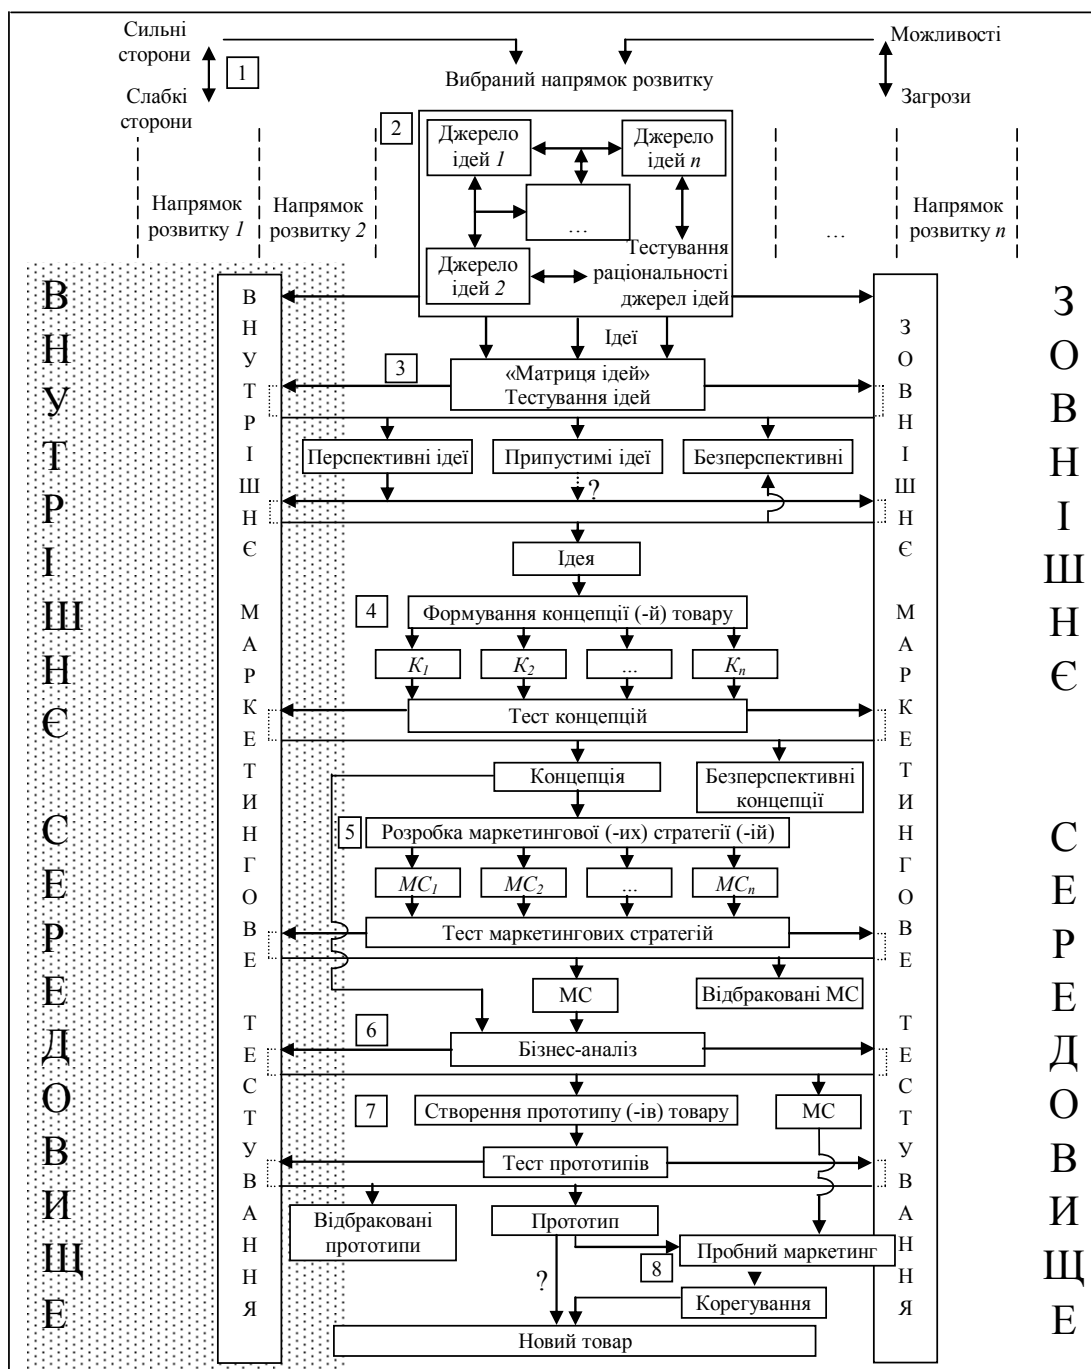 Сильні
сторони
Можливості
1
Вибраний напрямок розвитку
Слабкі
сторони
Загрози
2
Джерело
ідей 1
Джерело
ідей n
...
Напрямок
розвитку 1
Напрямок
розвитку 2
...
Напрямок
розвитку n
Джерело
ідей 2
Тестування
раціональності
джерел ідей
ВНУТРІШНЄ СЕРЕДОВИЩЕ
ВНУТРІШНЄ МАРКЕТИНГОВЕ ТЕСТУВАННЯ
ЗОВНІШНЄ МАРКЕТИНГОВЕ ТЕСТУВАННЯ
ЗОВНІШНЄ СЕРЕДОВИЩЕ
Ідеї
3
«Матриця ідей»
Тестування ідей
Перспективні ідеї
Припустимі ідеї
Безперспективні
?
Ідея
4
Формування концепції (-й) товару
К1
К2
...
Кn
Тест концепцій
Концепція
Безперспективні
концепції
5
Розробка маркетингової (-их) стратегії (-ій)
МС1
МС2
...
МСn
Тест маркетингових стратегій
МС
Відбраковані МС
6
Бізнес-аналіз
7
Створення прототипу (-ів) товару
МС
Тест прототипів
Відбраковані
прототипи
Прототип
8
Пробний маркетинг
?
Корегування
Новий товар